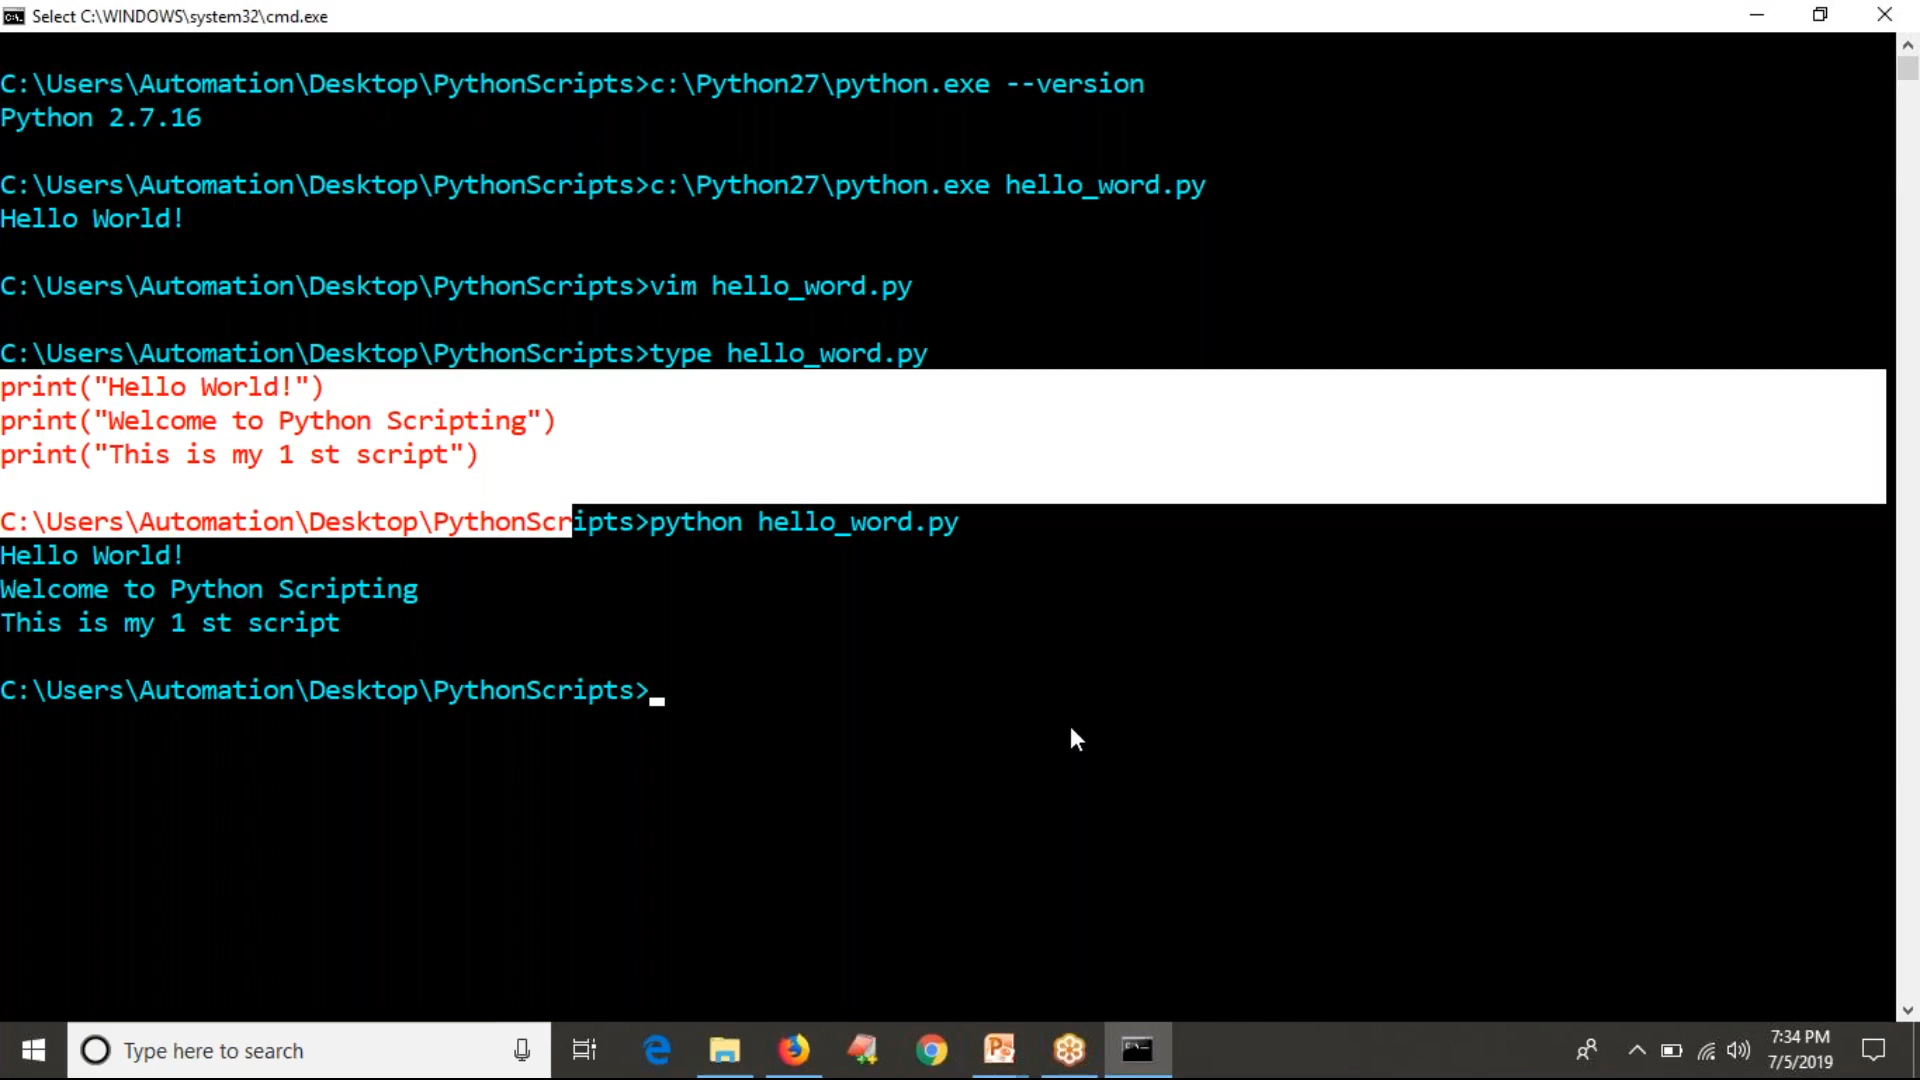 Select C:\WINDOWS\system32\cmd.exe
C:\Users\Automation\Desktop\PythonScripts>c:\Python27\python.exe --version
Python 2.7.16
C:\Users\Automation\Desktop\PythonScripts>c:\Python27\python.exe hello_word.py
Hello World!
C:\Users\Automation\Desktop\PythonScripts>vim hello_word.py
C:\Users\Automation\Desktop\PythonScripts>type hello_word.py
print("Hello World!")
print("Welcome to Python Scripting")
print("This is my 1 st script")
C:\Users\Automation\Desktop\PythonScripts>python hello_word.py
Hello World!
Welcome to Python Scripting
This is my 1 st script
C:\Users\Automation\Desktop\PythonScripts>
Type here to search
7:34 PM
7/5/2019